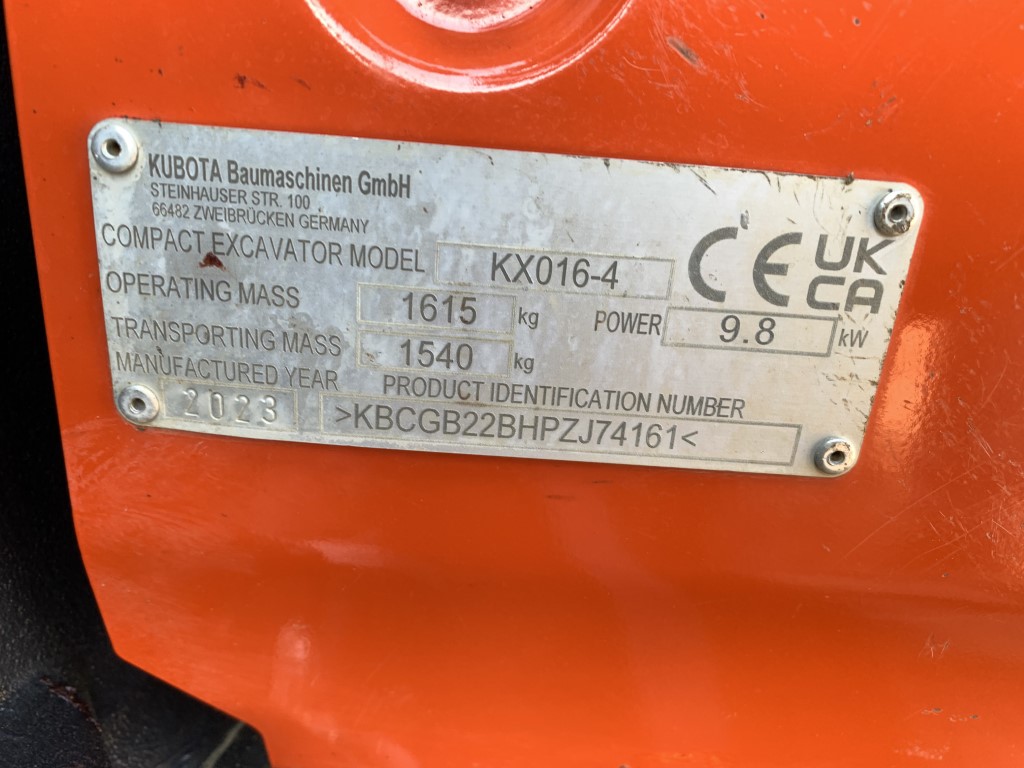 KUBOTA Baumaschinen GmbH
STEINHAUSER STR. 100
66482 ZWEIBRÜCKEN GERMANY
COMPACT EXCAVATOR MODEL KX016-4
CE UK CA
OPERATING MASS 1615 kg POWER 9.8 kW
TRANSPORTING MASS 1540 kg
MANUFACTURED YEAR PRODUCT IDENTIFICATION NUMBER
2023 >KBCGB22BHPZJ74161<